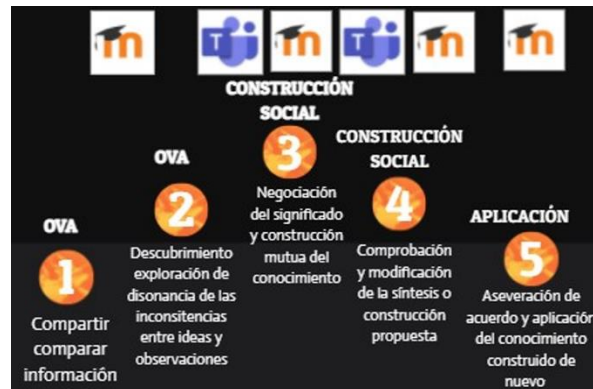 OVA
1
Compartir
comparar
información
OVA
2
Descubrimiento
exploración de
disonancia de las
inconsitencias
entre ideas y
observaciones
CONSTRUCCIÓN
SOCIAL
3
Negociación
del significado
y construcción
mutua del
conocimiento
CONSTRUCCIÓN
SOCIAL
4
Comprobación
y modificación
de la síntesis o
construcción
propuesta
APLICACIÓN
5
Aseveración de
acuerdo y aplicación
del conocimiento
construido de
nuevo